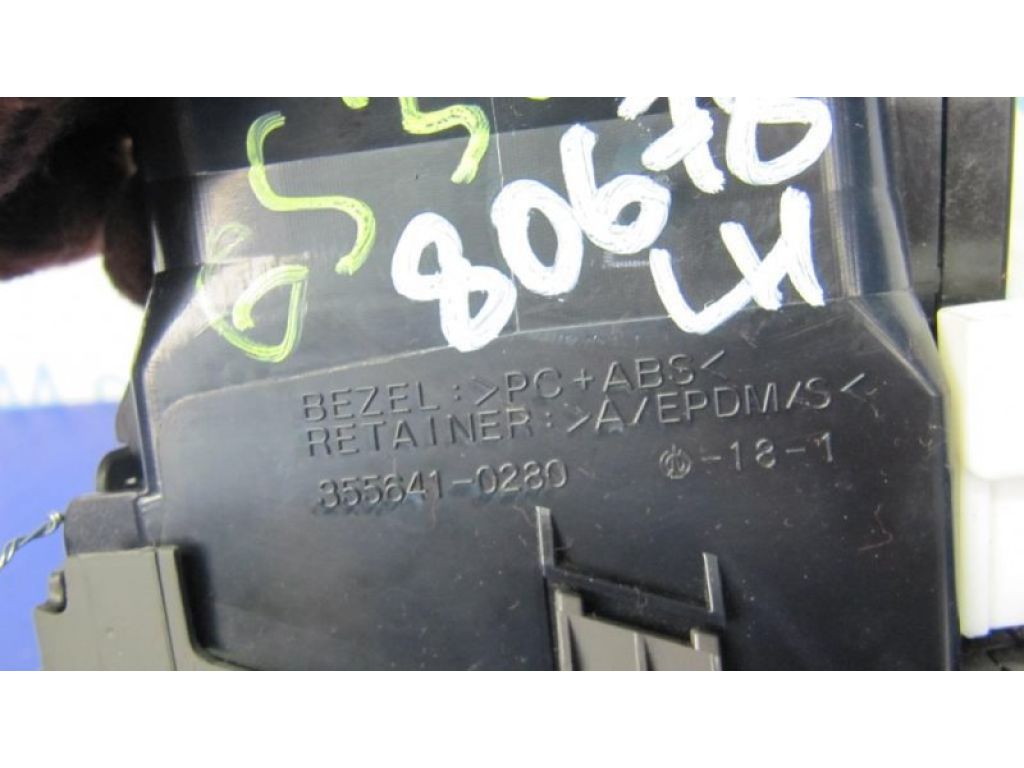 80678
LH
BEZEL:>PC+ABS<
RETAINER:>A/EPDM/S<
355641-0280
-18-1